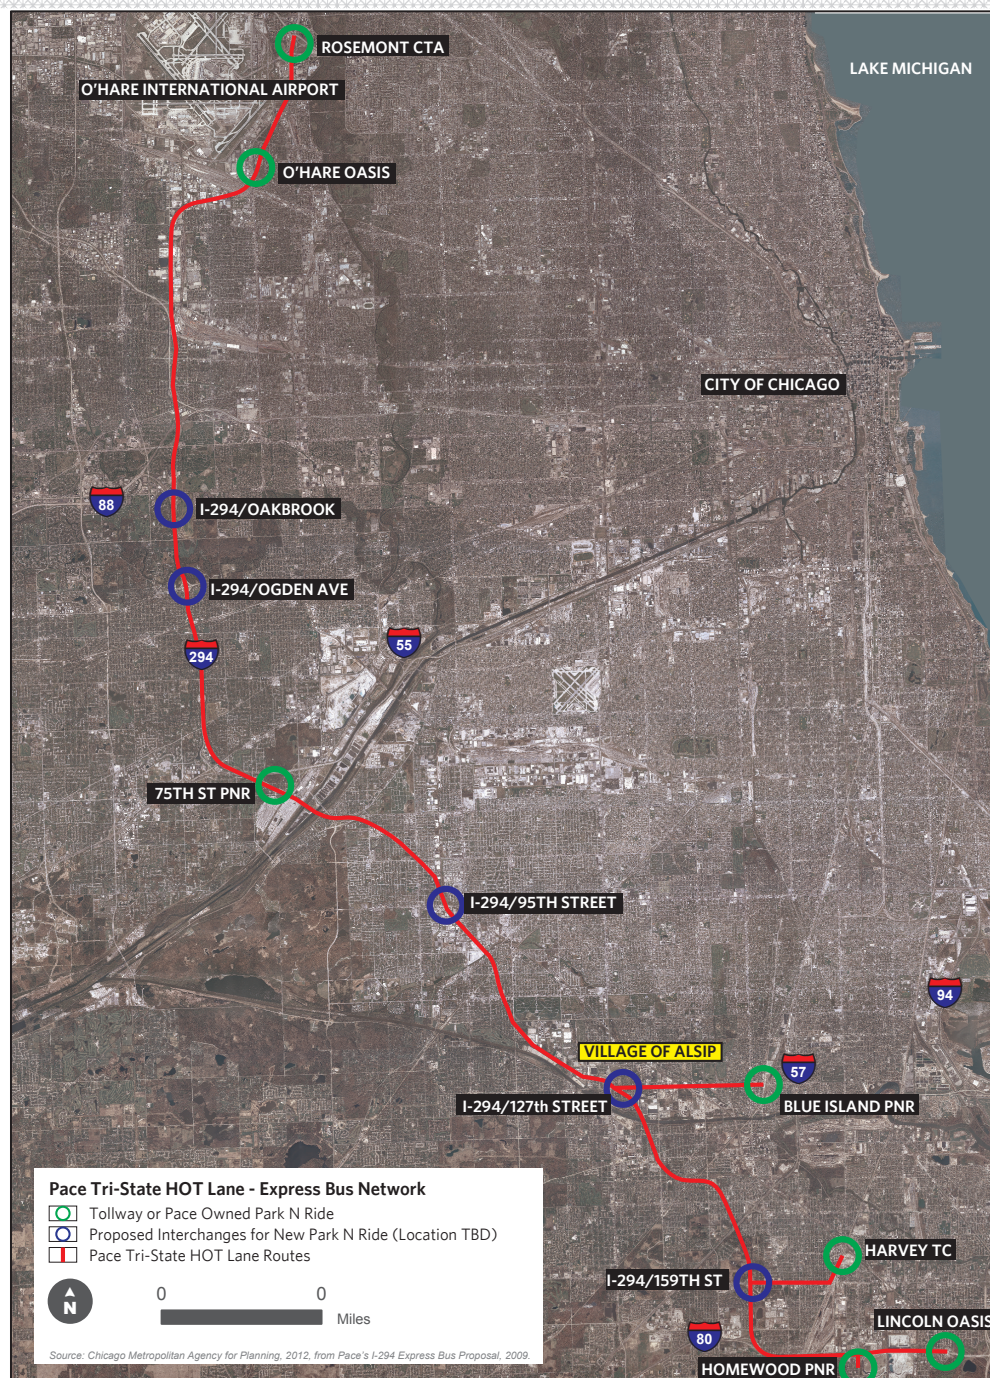 ROSEMONT CTA
LAKE MICHIGAN
O'HARE INTERNATIONAL AIRPORT
O'HARE OASIS
CITY OF CHICAGO
88
I-294/OAKBROOK
I-294/OGDEN AVE
55
294
75TH ST PNR
I-294/95TH STREET
94
VILLAGE OF ALSIP
57
I-294/127th STREET
BLUE ISLAND PNR
Pace Tri-State HOT Lane - Express Bus Network
Tollway or Pace Owned Park N Ride
Proposed Interchanges for New Park N Ride (Location TBD)
Pace Tri-State HOT Lane Routes
N
0 0
Miles
Source: Chicago Metropolitan Agency for Planning, 2012, from Pace's I-294 Express Bus Proposal, 2009.
HARVEY TC
I-294/159TH ST
LINCOLN OASIS
80
HOMEWOOD PNR